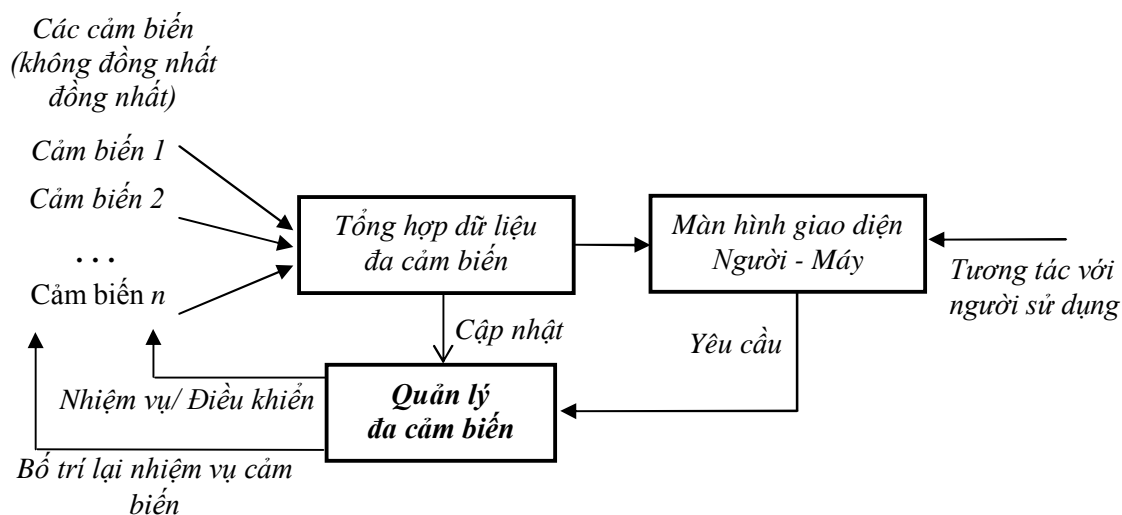 Các cảm biến
(không đồng nhất
đồng nhất)
Cảm biến 1
Cảm biến 2
...
Cảm biến n
Tổng hợp dữ liệu
đa cảm biến
Màn hình giao diện
Người - Máy
Tương tác với
người sử dụng
Cập nhật
Yêu cầu
Nhiệm vụ/ Điều khiển
Quản lý
đa cảm biến
Bố trí lại nhiệm vụ cảm
biến